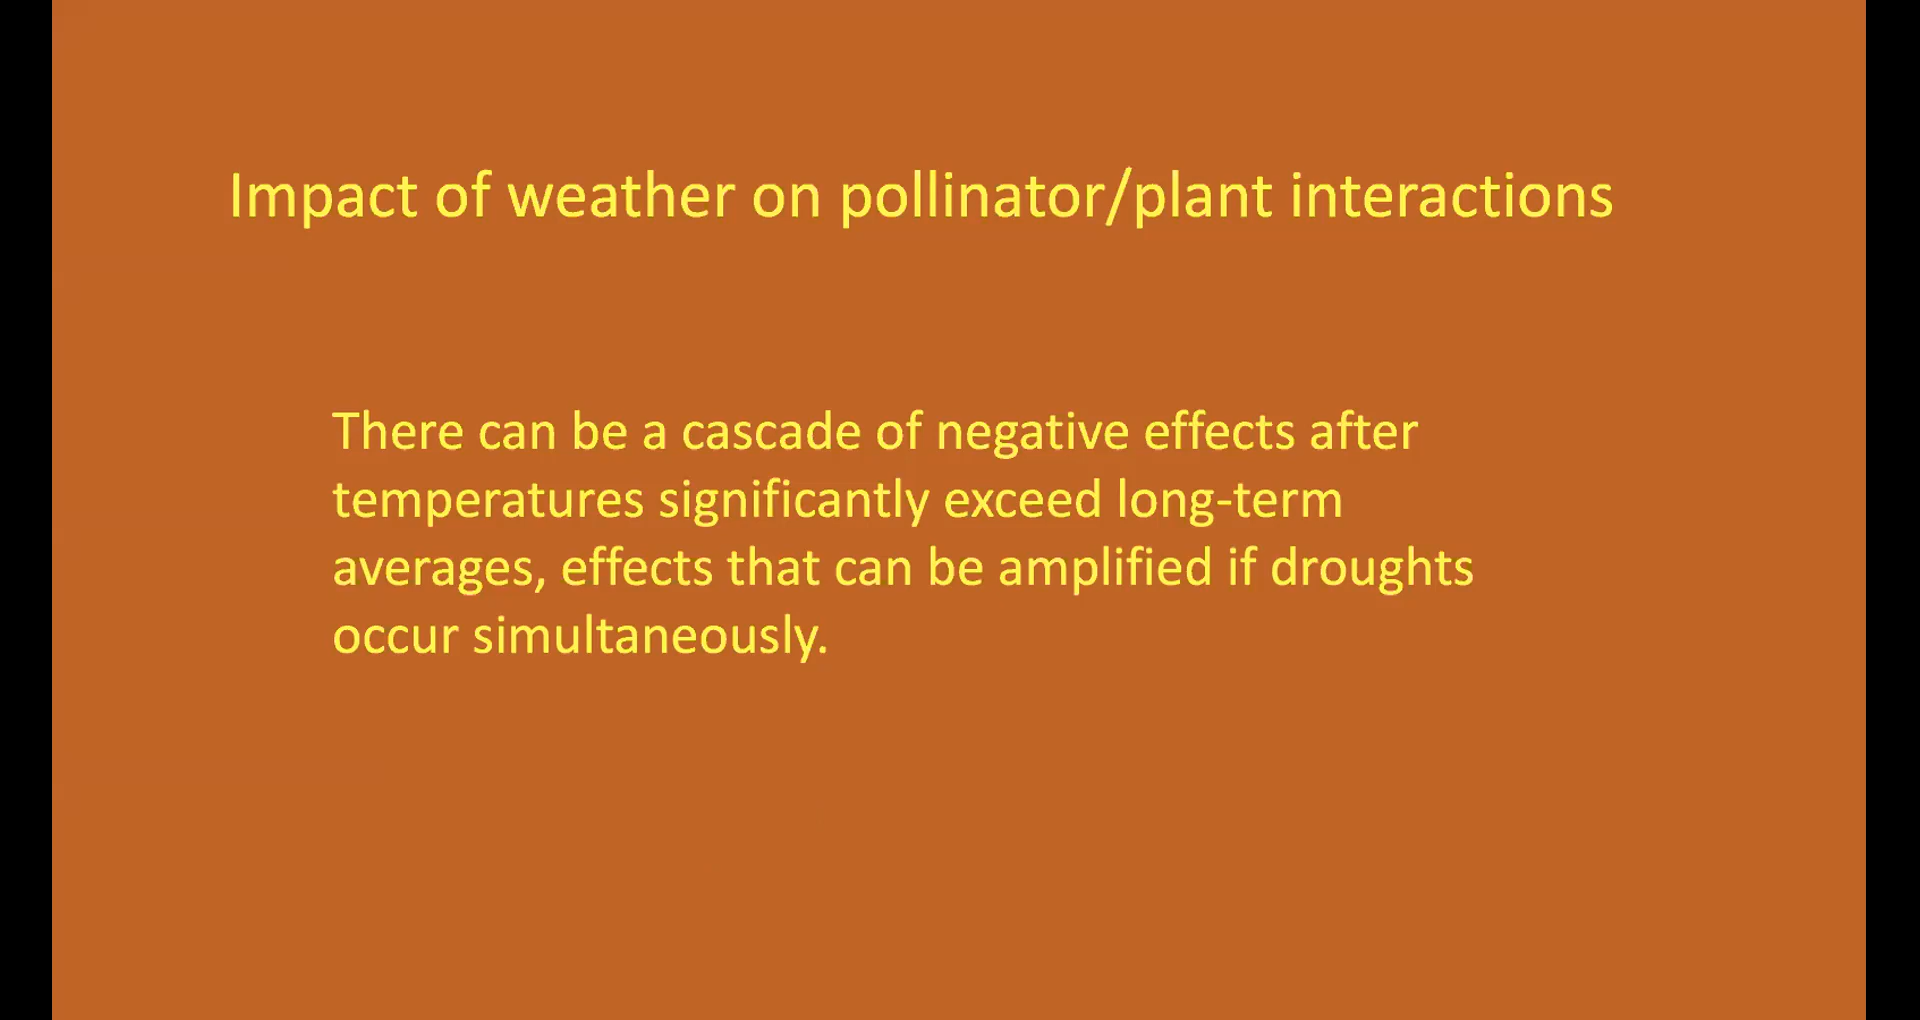 Impact of weather on pollinator/plant interactions
There can be a cascade of negative effects after
temperatures significantly exceed long-term
averages, effects that can be amplified if droughts
occur simultaneously.